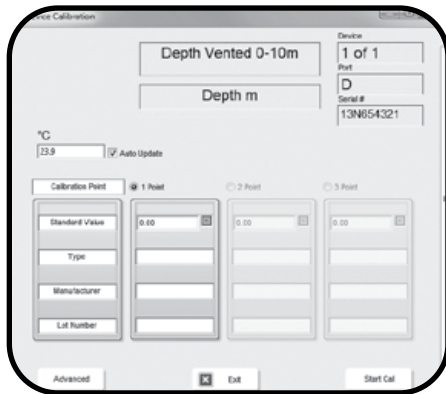 vice Calibration
Device
Depth Vented 0-10m
1 of 1
Port
Depth m
D
Serial #
13N654321
°C
23.9
Auto Update
Calibration Point
1 Point
2 Point
3 Point
Standard Value
0.00
0.00
0.00
Type
Manufacturer
Lot Number
Advanced
Exit
Start Cal